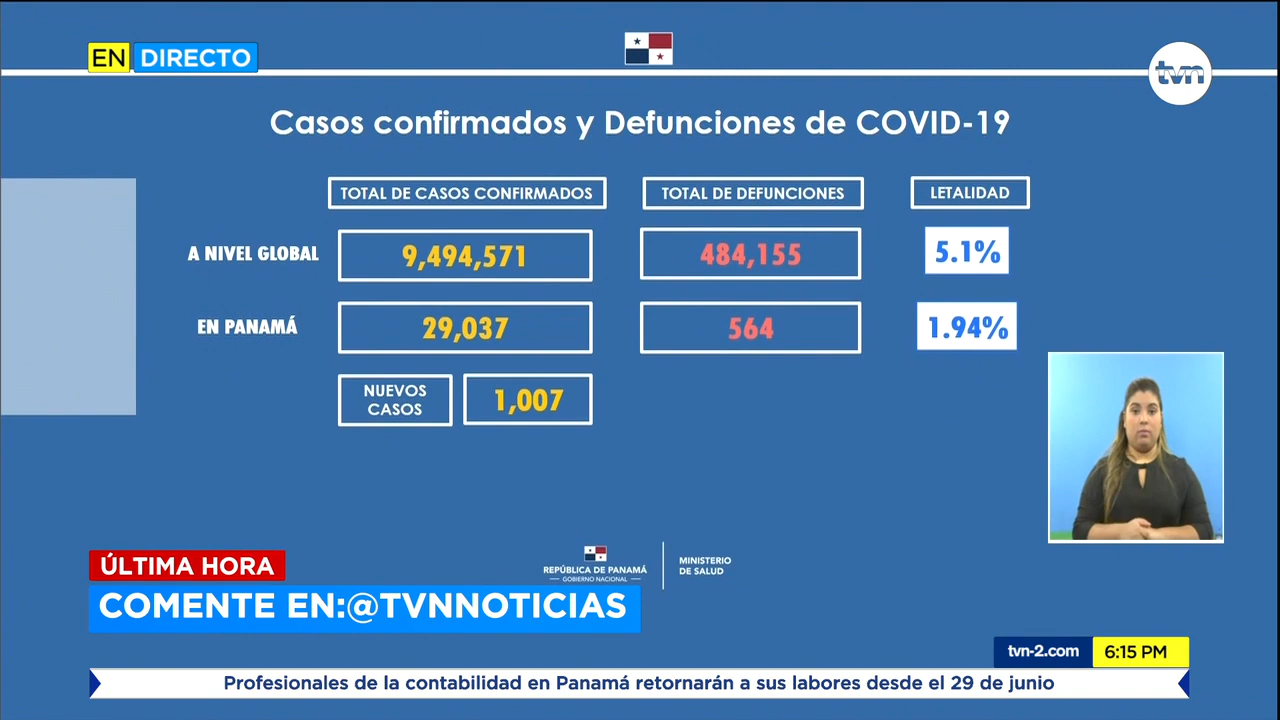 EN DIRECTO
tvn
Casos confirmados y Defunciones de COVID-19
TOTAL DE CASOS CONFIRMADOS
TOTAL DE DEFUNCIONES
LETALIDAD
A NIVEL GLOBAL
9,494,571
484,155
5.1%
EN PANAMÁ
29,037
564
1.94%
NUEVOS
CASOS
1,007
ÚLTIMA HORA
COMENTE EN:@TVNNOTICIAS
REPÚBLICA DE PANAMÁ
GOBIERNO NACIONAL
MINISTERIO
DE SALUD
tvn-2.com
6:15 PM
Profesionales de la contabilidad en Panamá retornarán a sus labores desde el 29 de junio